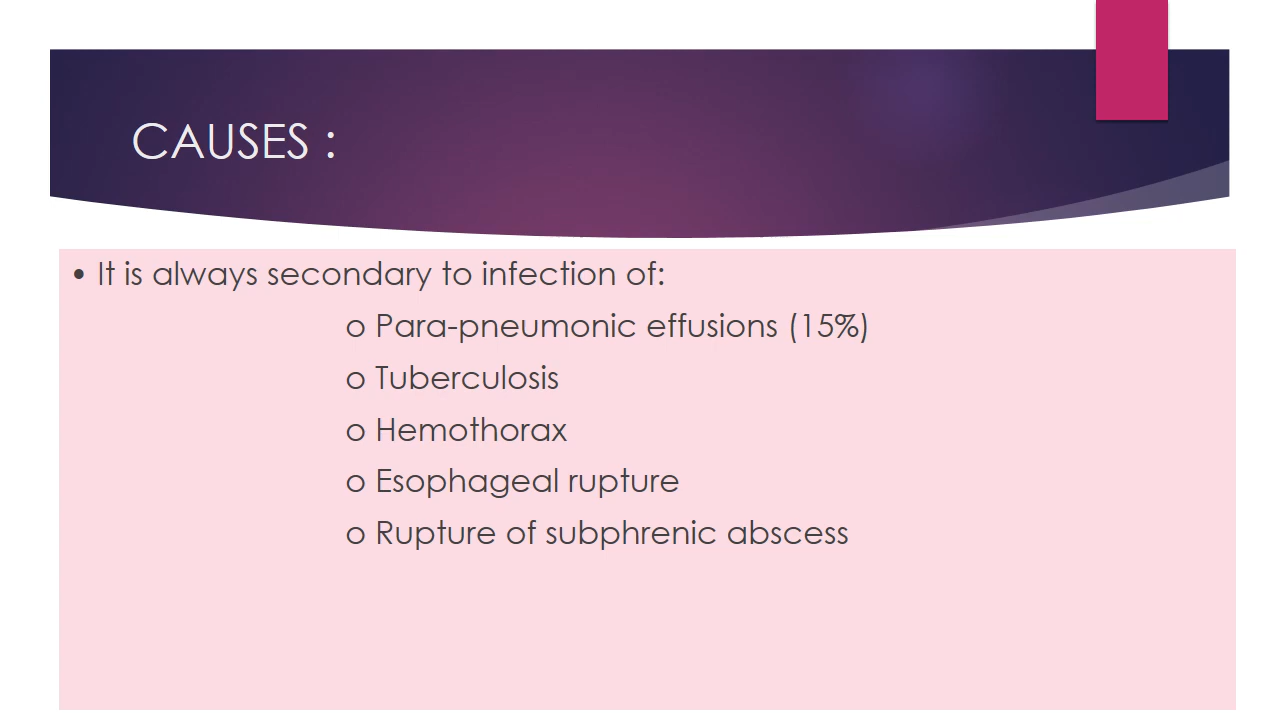 CAUSES :
• It is always secondary to infection of:
o Para-pneumonic effusions (15%)
o Tuberculosis
o Hemothorax
o Esophageal rupture
o Rupture of subphrenic abscess